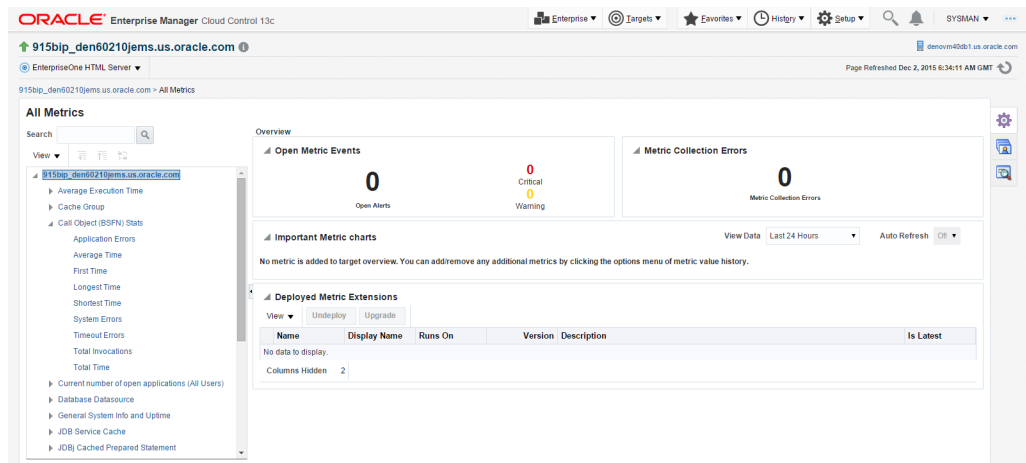 ORACLE Enterprise Manager Cloud Control 13c
Enterprise Targets Favorites History Setup SYSMAN
915bip_den60210jems.us.oracle.com
denovm40db1.us.oracle.com
EnterpriseOne HTML Server
Page Refreshed Dec 2, 2015 6:34:11 AM GMT
915bip_den60210jems.us.oracle.com > All Metrics
All Metrics
Search
View
915bip_den60210jems.us.oracle.com
Average Execution Time
Cache Group
Call Object (BSFN) Stats
Application Errors
Average Time
First Time
Longest Time
Shortest Time
System Errors
Timeout Errors
Total Invocations
Total Time
Current number of open applications (All Users)
Database Datasource
General System Info and Uptime
JDB Service Cache
JDBj Cached Prepared Statement
Overview
Open Metric Events
0
Open Alerts
0
Critical
0
Warning
Metric Collection Errors
0
Metric Collection Errors
Important Metric charts
View Data Last 24 Hours Auto Refresh Off
No metric is added to target overview. You can add/remove any additional metrics by clicking the options menu of metric value history.
Deployed Metric Extensions
View Undeploy Upgrade
Name Display Name Runs On Version Description Is Latest
No data to display.
Columns Hidden 2